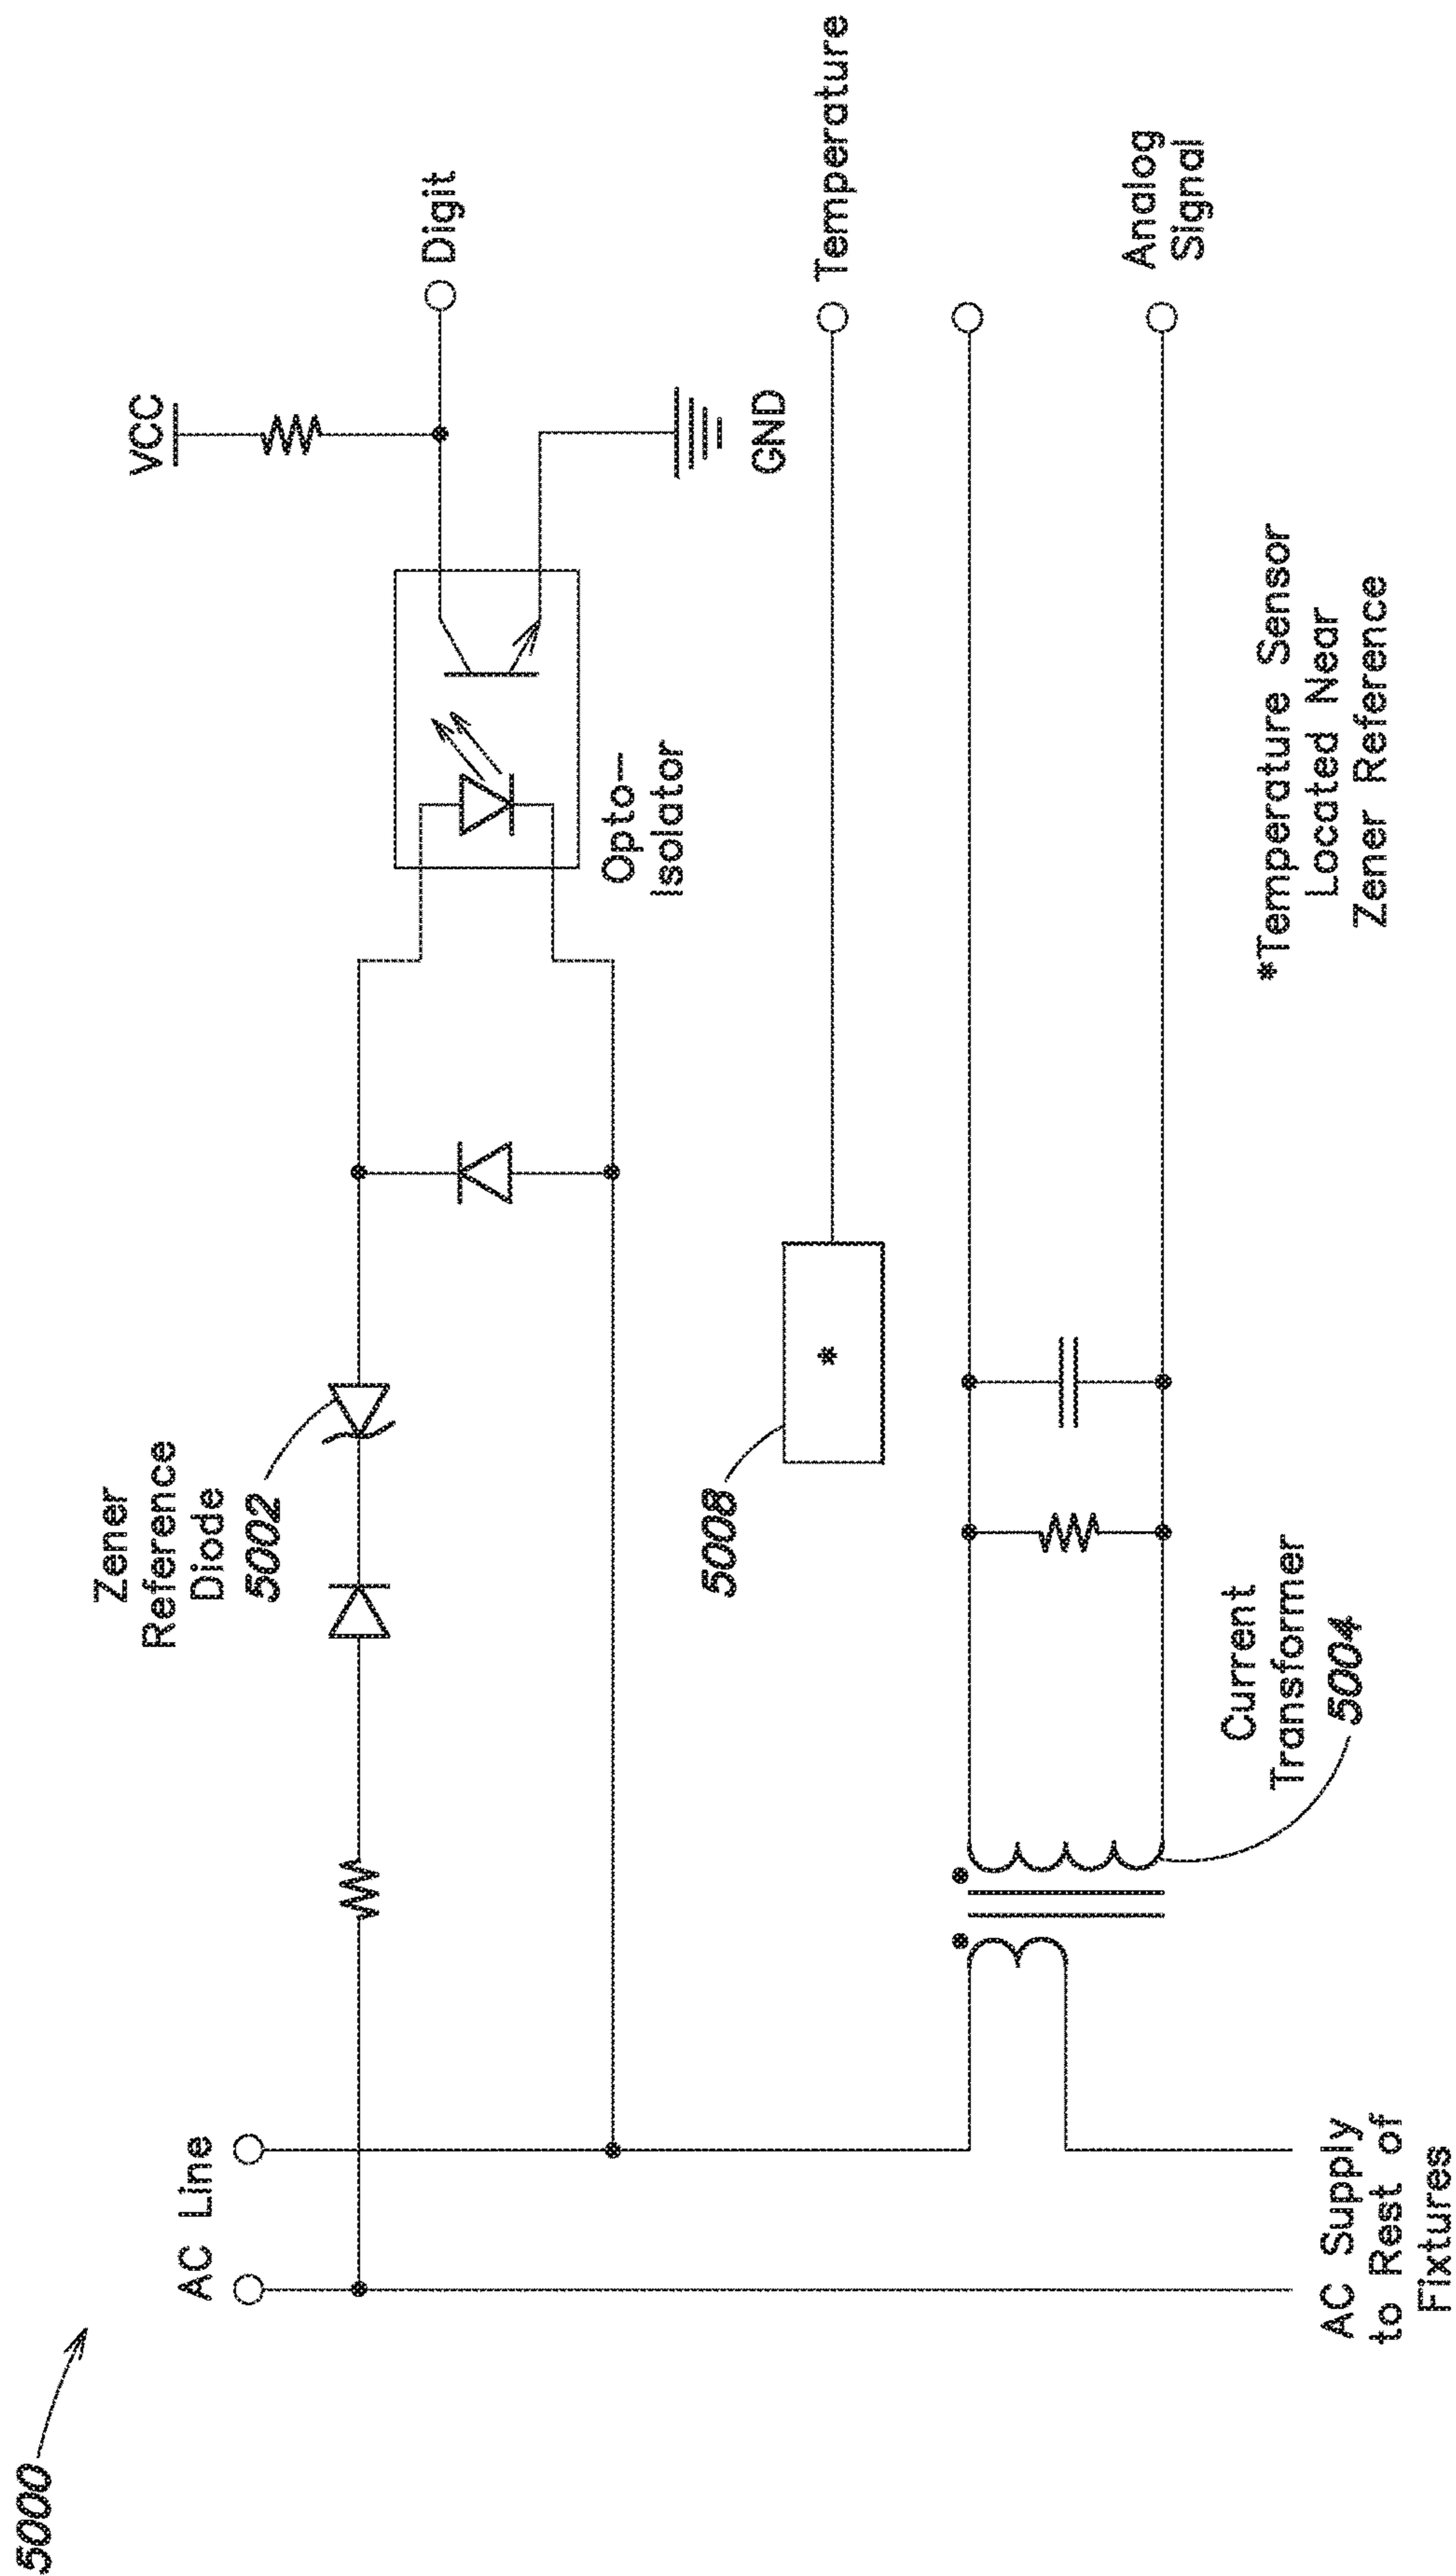 5000
AC Line
Zener
Reference
Diode
5002
VCC
Digit
Opto-
Isolator
GND
5008
*
Temperature
Current
Transformer
5004
Analog
Signal
AC Supply
to Rest of
Fixtures
*Temperature Sensor
Located Near
Zener Reference